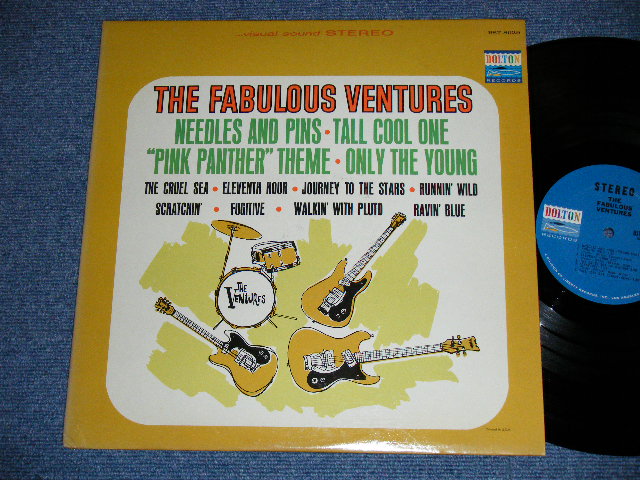 ...visual sound STEREO
DOLTON
RECORDS
THE FABULOUS VENTURES
NEEDLES AND PINS • TALL COOL ONE
"PINK PANTHER" THEME • ONLY THE YOUNG
THE CRUEL SEA • ELEVENTH HOUR • JOURNEY TO THE STARS • RUNNIN' WILD
SCRATCHIN' • FUGITIVE • WALKIN' WITH PLUTO • RAVIN' BLUE
THE VENTURES
STEREO
THE
FABULOUS
VENTURES
DOLTON
RECORDS